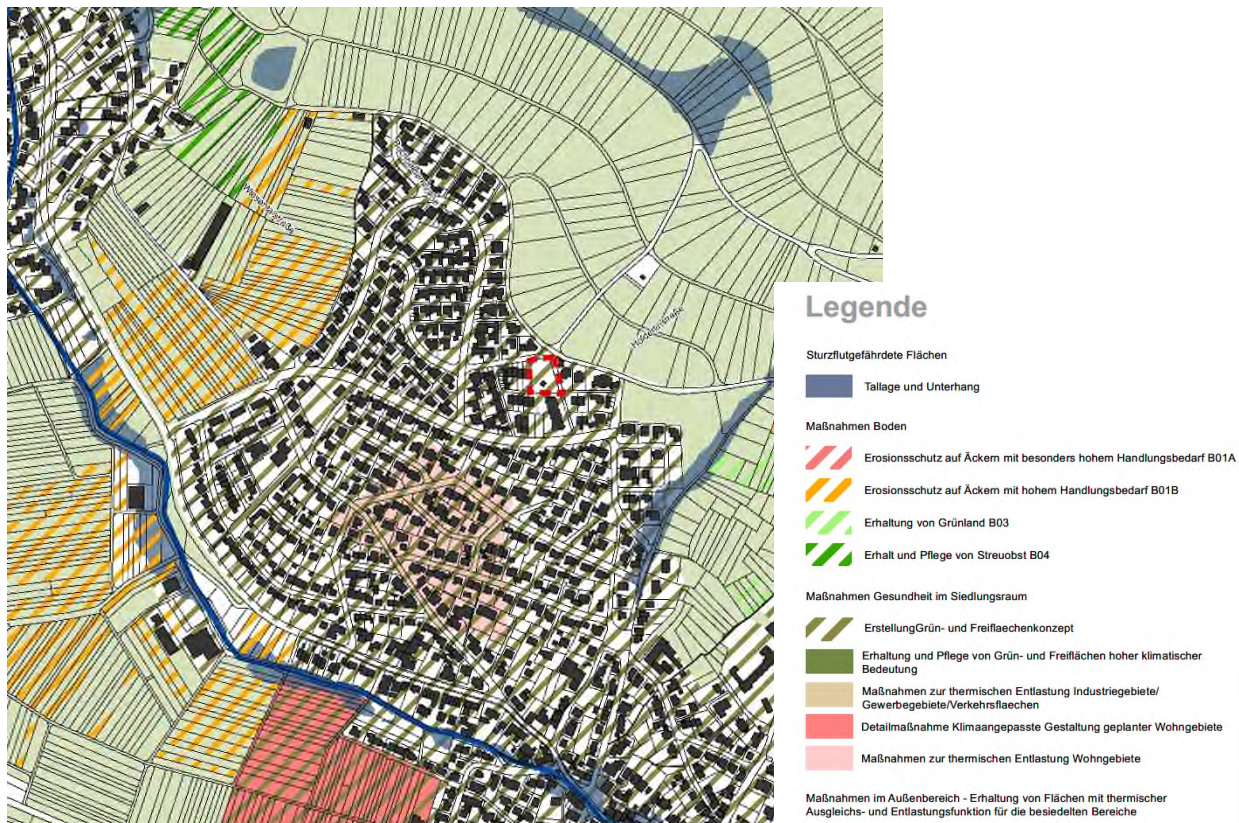 Holdergstraße
Legende
Sturzflutgefährdete Flächen
Tallage und Unterhang
Maßnahmen Boden
Erosionsschutz auf Äckern mit besonders hohem Handlungsbedarf B01A
Erosionsschutz auf Äckern mit hohem Handlungsbedarf B01B
Erhaltung von Grünland B03
Erhalt und Pflege von Streuobst B04
Maßnahmen Gesundheit im Siedlungsraum
ErstellungGrün- und Freiflaechenkonzept
Erhaltung und Pflege von Grün- und Freiflächen hoher klimatischer
Bedeutung
Maßnahmen zur thermischen Entlastung Industriegebiete/
Gewerbegebiete/Verkehrsflaechen
Detailmaßnahme Klimaangepasste Gestaltung geplanter Wohngebiete
Maßnahmen zur thermischen Entlastung Wohngebiete
Maßnahmen im Außenbereich - Erhaltung von Flächen mit thermischer
Ausgleichs- und Entlastungsfunktion für die besiedelten Bereiche